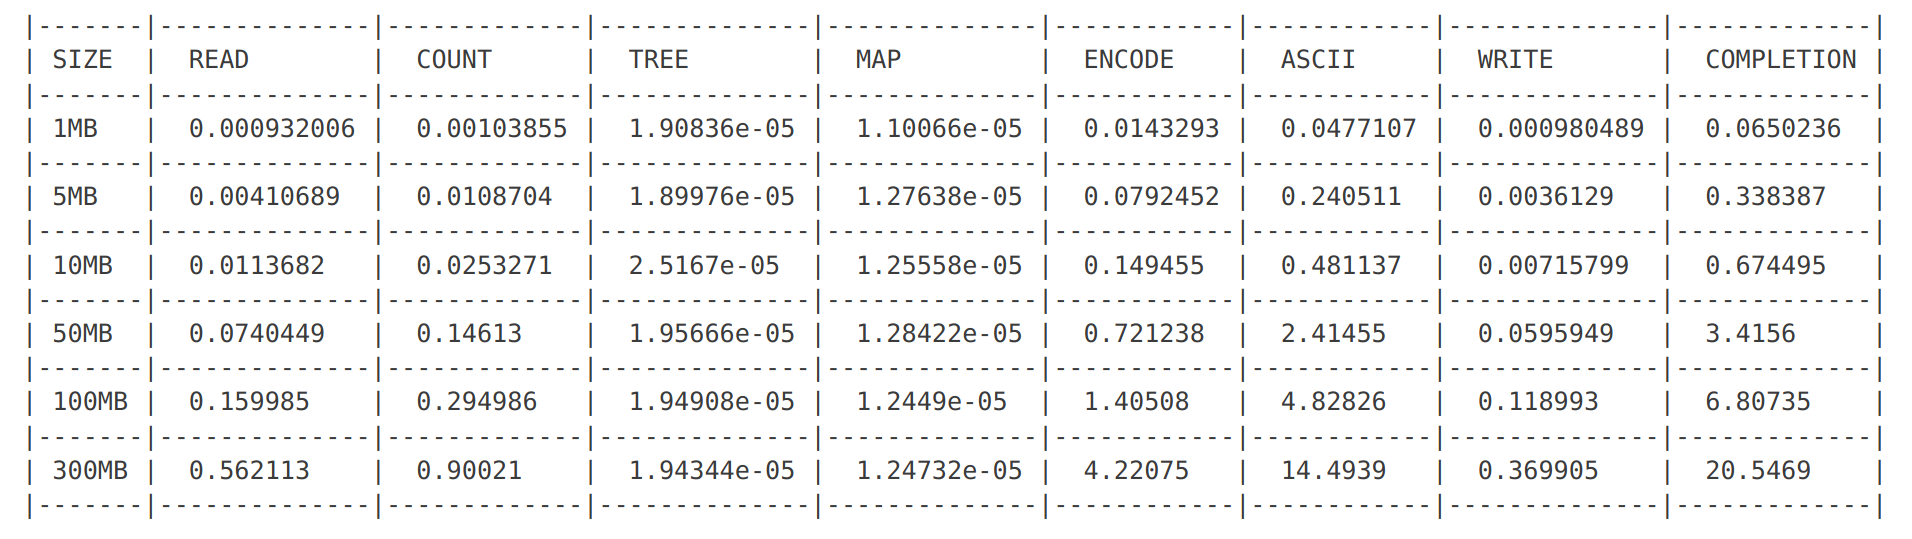 |-------|--------------|-------------|--------------|--------------|------------|------------|--------------|-------------|
| SIZE  |  READ        |  COUNT      |  TREE        |  MAP         |  ENCODE    |  ASCII     |  WRITE       |  COMPLETION |
|-------|--------------|-------------|--------------|--------------|------------|------------|--------------|-------------|
| 1MB   |  0.000932006 |  0.00103855 |  1.90836e-05 |  1.10066e-05 |  0.0143293 |  0.0477107 |  0.000980489 |  0.0650236  |
|-------|--------------|-------------|--------------|--------------|------------|------------|--------------|-------------|
| 5MB   |  0.00410689  |  0.0108704  |  1.89976e-05 |  1.27638e-05 |  0.0792452 |  0.240511  |  0.0036129   |  0.338387   |
|-------|--------------|-------------|--------------|--------------|------------|------------|--------------|-------------|
| 10MB  |  0.0113682   |  0.0253271  |  2.5167e-05  |  1.25558e-05 |  0.149455  |  0.481137  |  0.00715799  |  0.674495   |
|-------|--------------|-------------|--------------|--------------|------------|------------|--------------|-------------|
| 50MB  |  0.0740449   |  0.14613    |  1.95666e-05 |  1.28422e-05 |  0.721238  |  2.41455   |  0.0595949   |  3.4156     |
|-------|--------------|-------------|--------------|--------------|------------|------------|--------------|-------------|
| 100MB |  0.159985    |  0.294986   |  1.94908e-05 |  1.2449e-05  |  1.40508   |  4.82826   |  0.118993    |  6.80735    |
|-------|--------------|-------------|--------------|--------------|------------|------------|--------------|-------------|
| 300MB |  0.562113    |  0.90021    |  1.94344e-05 |  1.24732e-05 |  4.22075   |  14.4939   |  0.369905    |  20.5469    |
|-------|--------------|-------------|--------------|--------------|------------|------------|--------------|-------------|